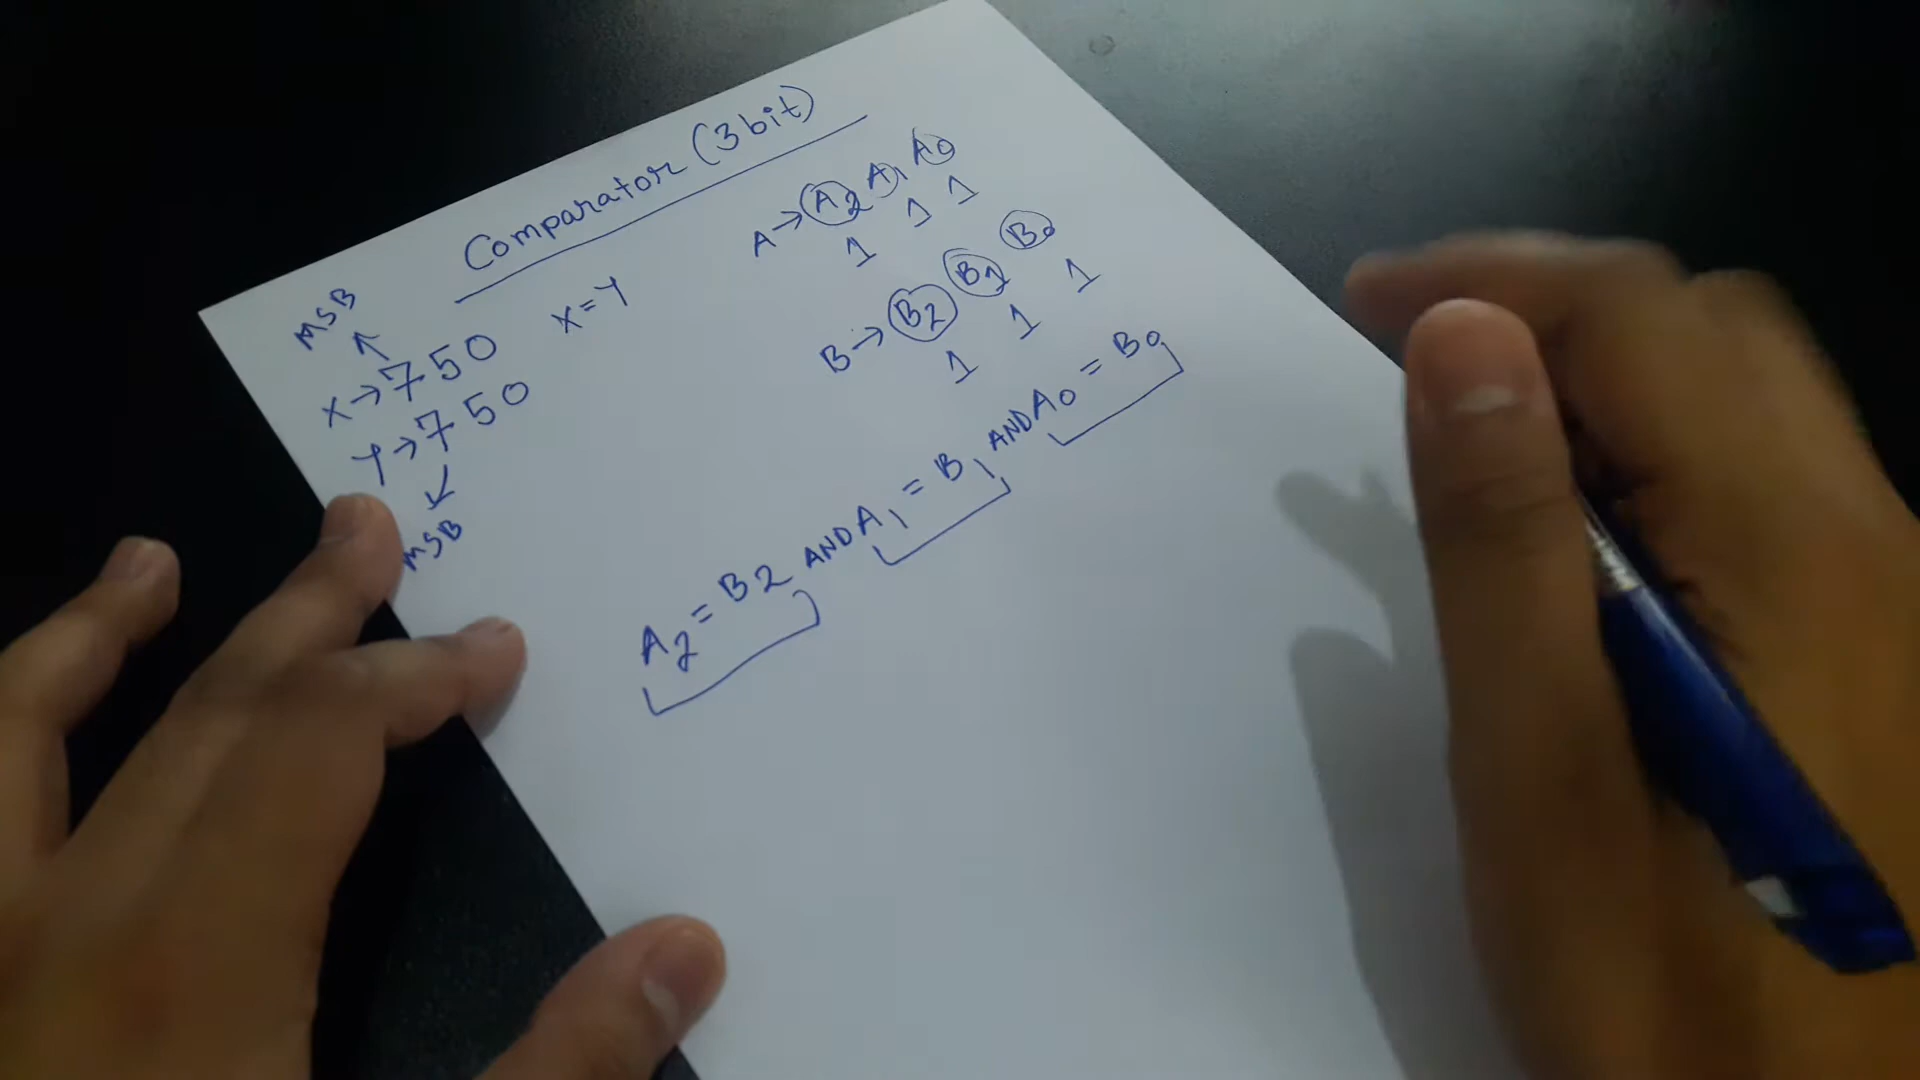 Comparator (3 bit)
MSB
X → 7 5 0
Y → 7 5 0
MSB
X = Y
A → A2 A1 A0
1 1 1
B → B2 B1 B0
1 1 1
A2 = B2 AND A1 = B1 AND A0 = B0